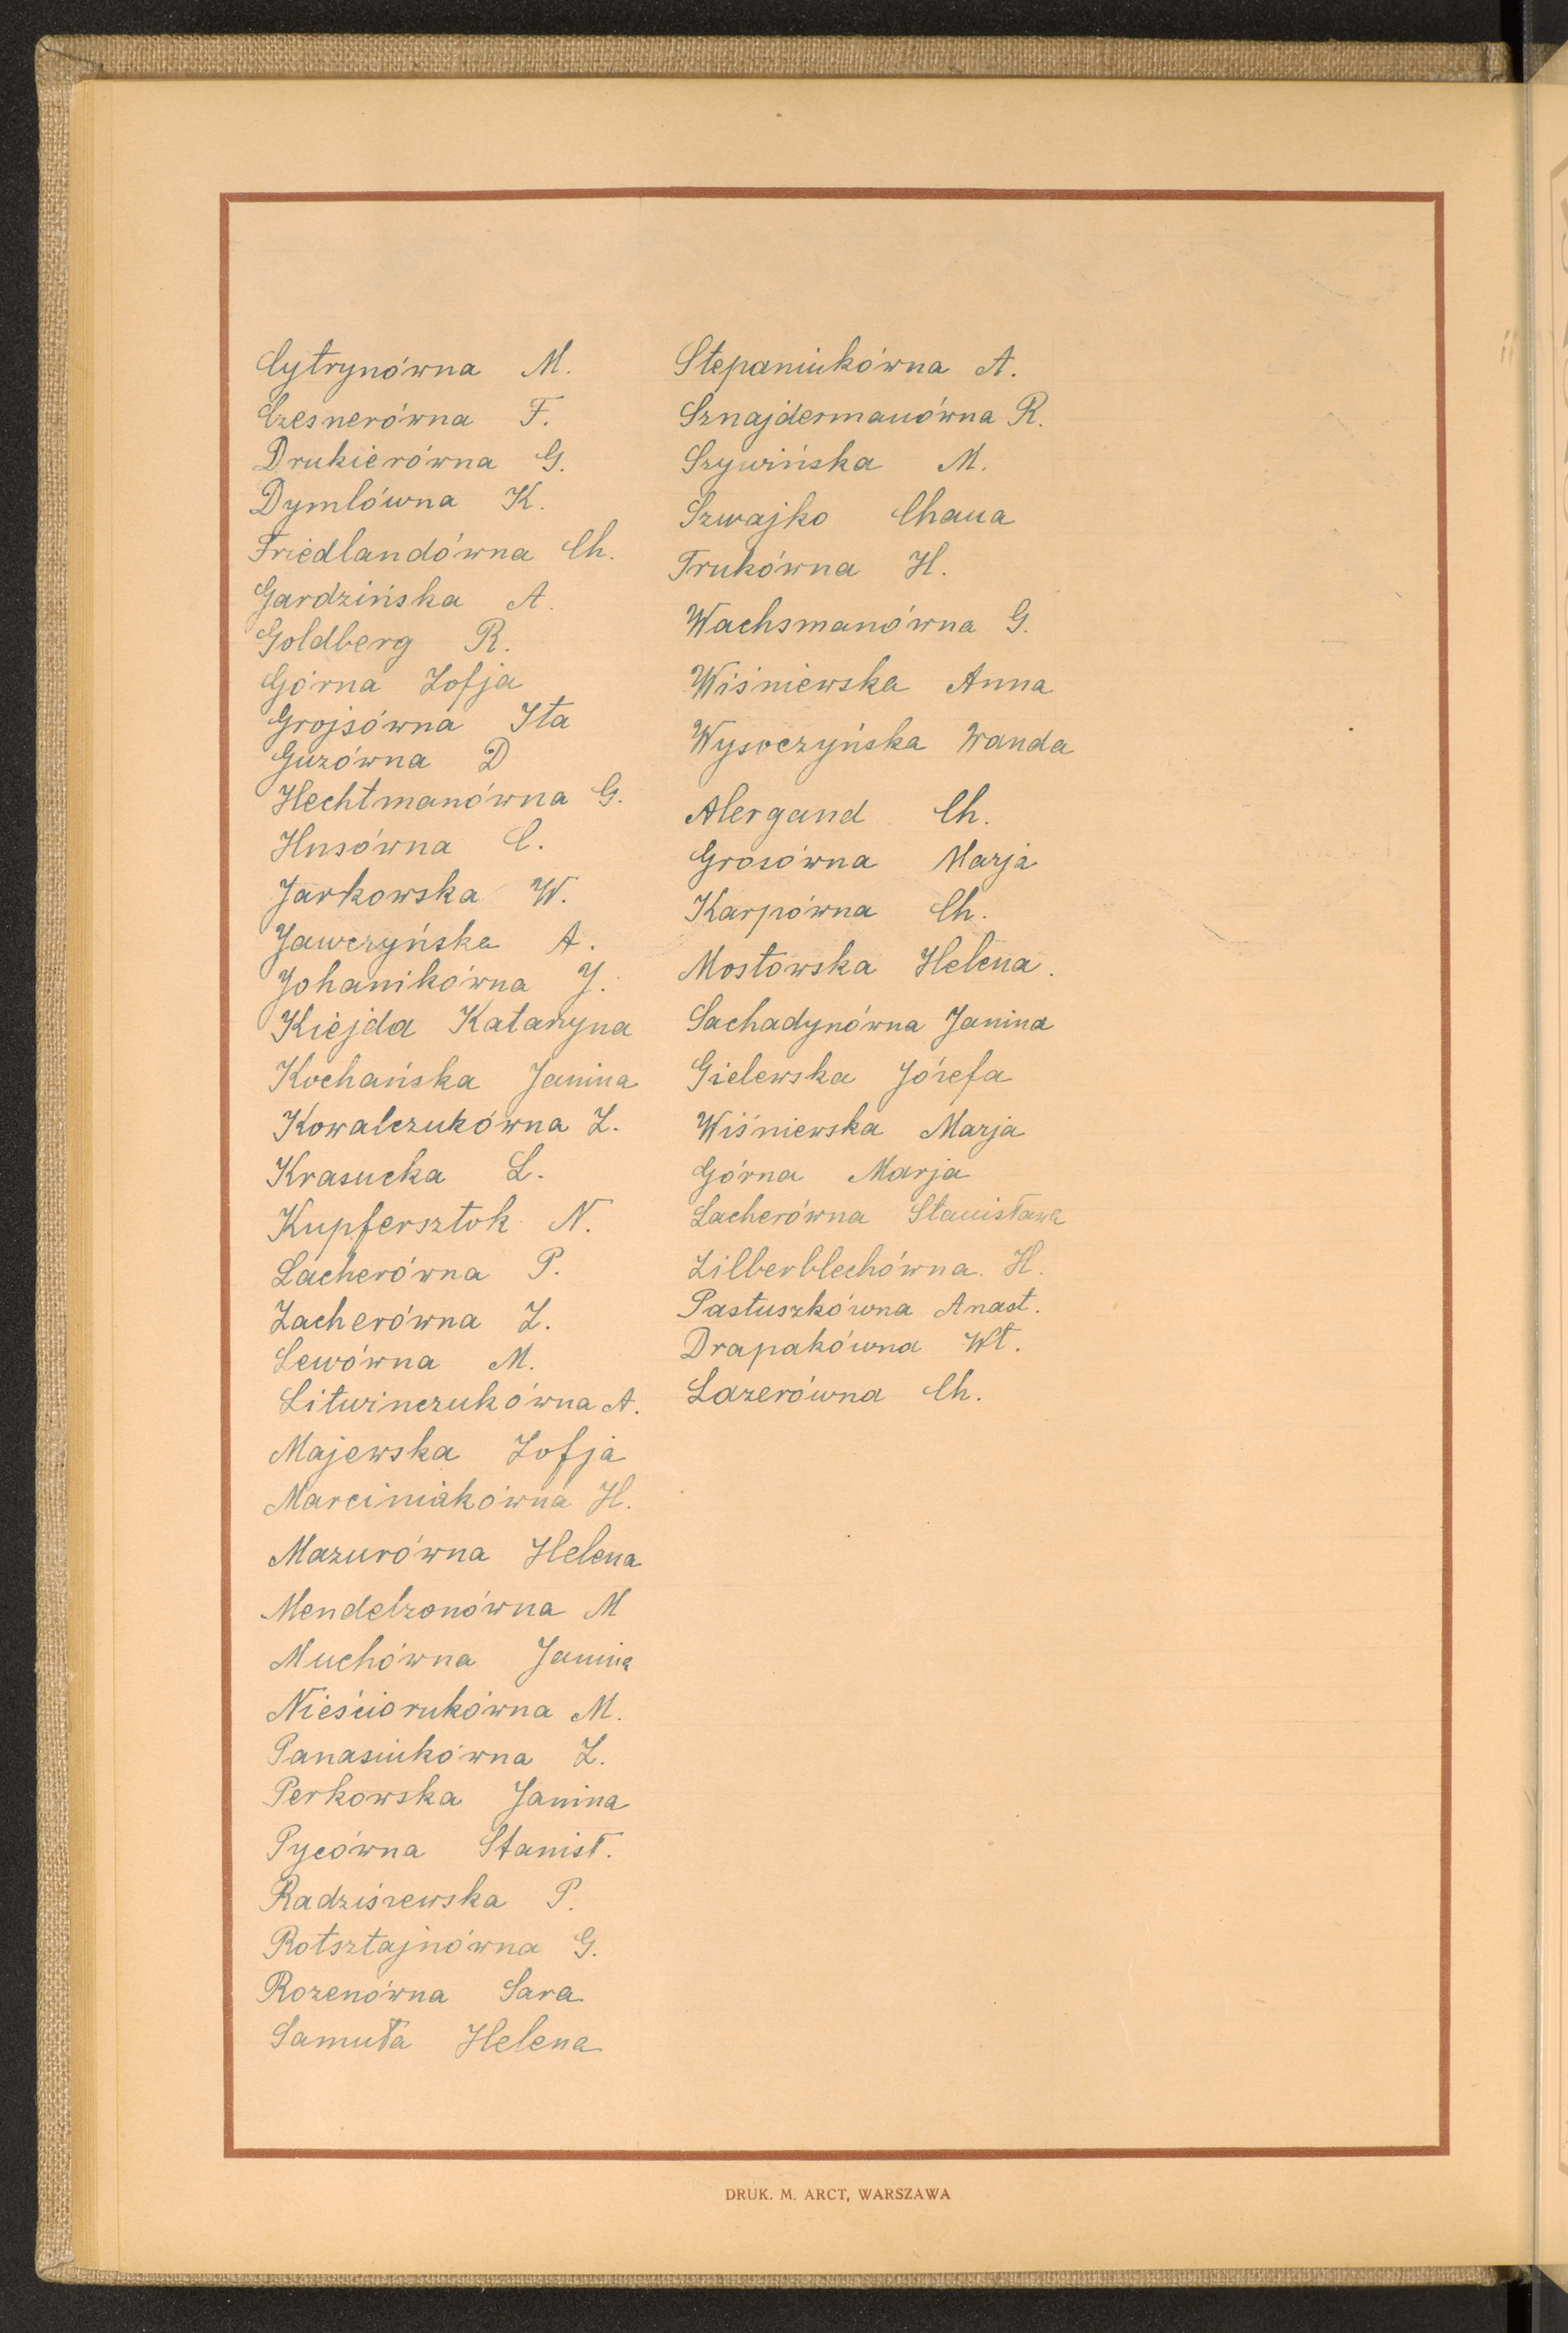 Cytrynówna M.
Czesnerówna F.
Drukierówna G.
Dymlówna K.
Friedlandówna Ch.
Gardzińska A.
Goldberg R.
Górna Zofja
Grojsówna Ita
Guzówna D
Hechtmanówna G.
Husówna C.
Jarkowska W.
Jawczyńska A.
Johanikówna J.
Kiejda Katarzyna
Kochańska Janina
Kowalczukówna Z.
Krasucka L.
Kupfersztok N.
Lacherówna P.
Zacherówna Z.
Lewówna M.
Litwinczukówna A.
Majewska Zofja
Marciniakówna H.
Mazurówna Helena
Mendelzonówna M
Muchówna Janina
Nieściorukówna M.
Panasiukówna Z.
Perkowska Janina
Pycówna Stanisł.
Radziszewska P.
Rotsztajnówna G.
Rozenówna Sara
Samuła Helena
Stepaniukówna A.
Sznajdermanówna R.
Szywińska M.
Szwajko Chana
Trukówna H.
Wachsmanówna G.
Wiśniewska Anna
Wysoczyńska Wanda
Alergand Ch.
Grosówna Marja
Karpówna Ch.
Mostowska Helena.
Sachadynówna Janina
Gielewska Józefa
Wiśniewska Marja
Górna Marja
Lacherówna Stanisława
Zilberblechówna H.
Pastuszkówna Anast.
Drapakówna Wł.
Lazerówna Ch.
DRUK. M. ARCT, WARSZAWA